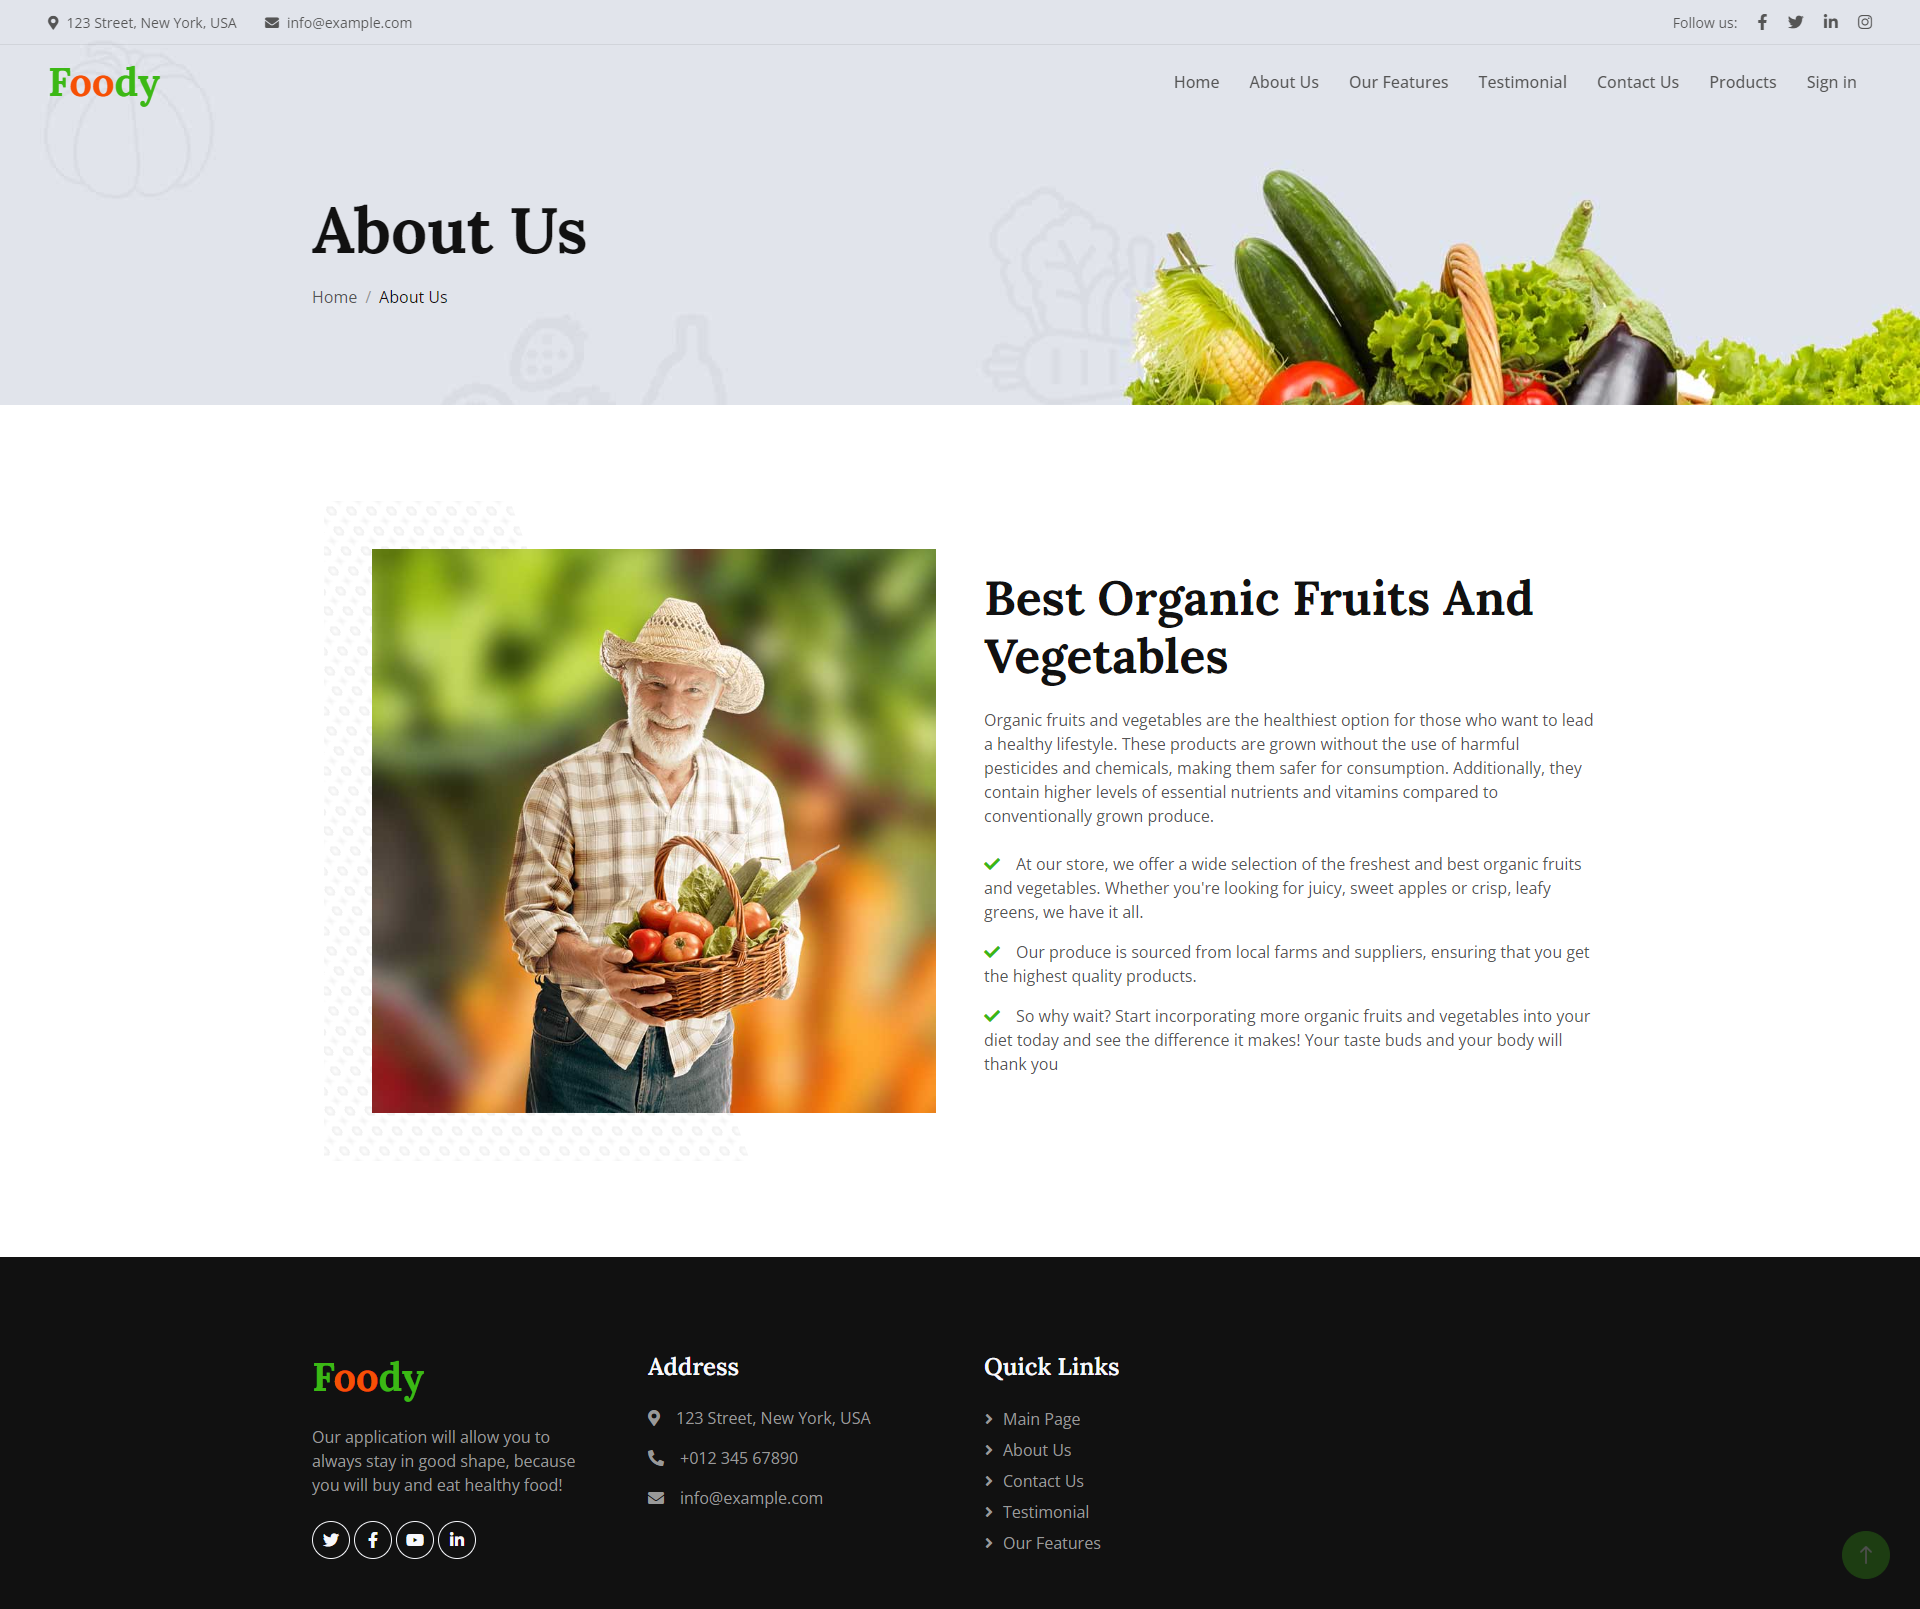 123 Street, New York, USA
info@example.com
Follow us:
Foody
Home
About Us
Our Features
Testimonial
Contact Us
Products
Sign in
About Us
Home / About Us
Best Organic Fruits And
Vegetables
Organic fruits and vegetables are the healthiest option for those who want to lead
a healthy lifestyle. These products are grown without the use of harmful
pesticides and chemicals, making them safer for consumption. Additionally, they
contain higher levels of essential nutrients and vitamins compared to
conventionally grown produce.
At our store, we offer a wide selection of the freshest and best organic fruits
and vegetables. Whether you're looking for juicy, sweet apples or crisp, leafy
greens, we have it all.
Our produce is sourced from local farms and suppliers, ensuring that you get
the highest quality products.
So why wait? Start incorporating more organic fruits and vegetables into your
diet today and see the difference it makes! Your taste buds and your body will
thank you
Foody
Our application will allow you to
always stay in good shape, because
you will buy and eat healthy food!
Address
123 Street, New York, USA
+012 345 67890
info@example.com
Quick Links
Main Page
About Us
Contact Us
Testimonial
Our Features